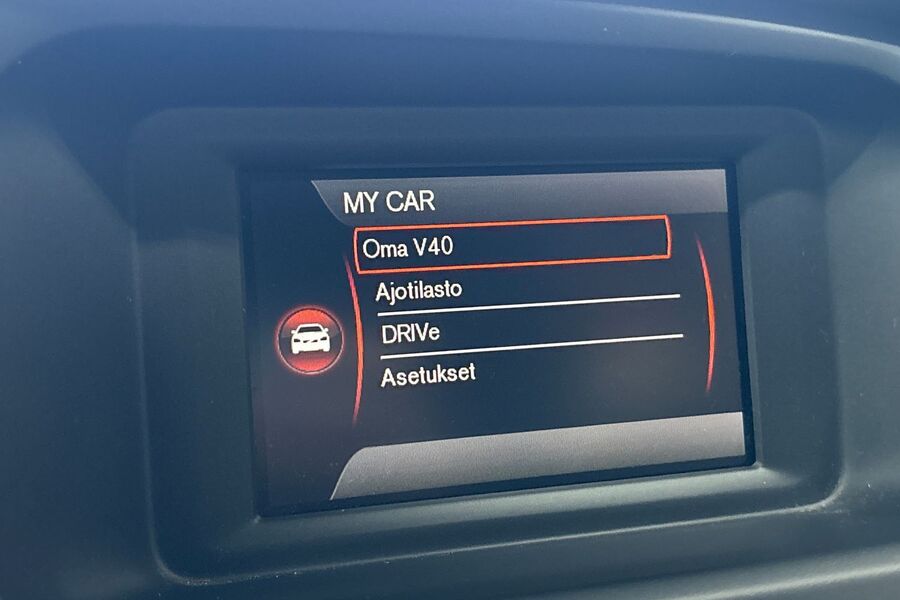 MY CAR
Oma V40
Ajotilasto
DRIVe
Asetukset